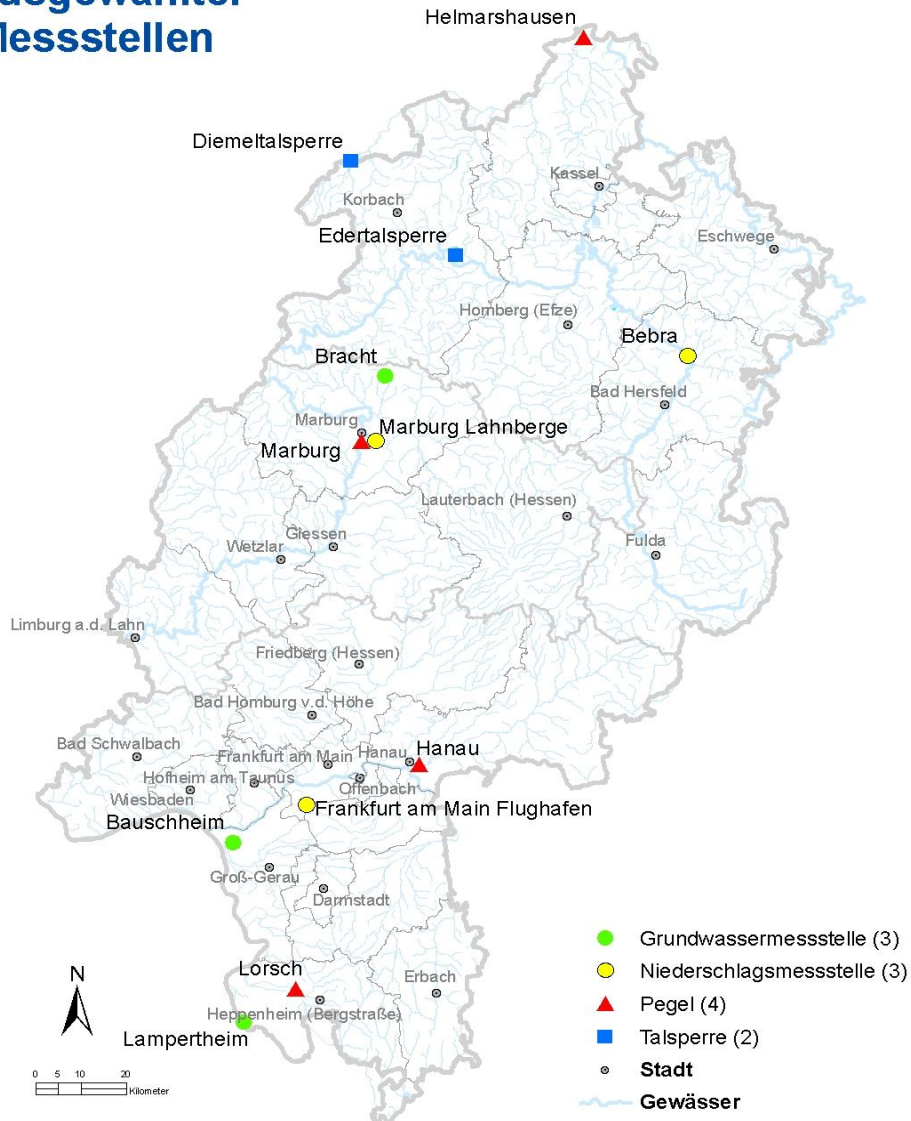 Messstellen
Helmarshausen
Diemeltalsperre
Kassel
Korbach
Edertalsperre
Eschwege
Homberg (Efze)
Bebra
Bracht
Bad Hersfeld
Marburg
Marburg Lahnberge
Marburg
Lauterbach (Hessen)
Giessen
Wetzlar
Fulda
Limburg a.d. Lahn
Friedberg (Hessen)
Bad Homburg v.d. Höhe
Bad Schwalbach
Frankfurt am Main
Hanau
Hanau
Hofheim am Taunus
Offenbach
Wiesbaden
Frankfurt am Main Flughafen
Bauschheim
Groß-Gerau
Darmstadt
Grundwassermessstelle (3)
Niederschlagsmessstelle (3)
Pegel (4)
Talsperre (2)
Stadt
Gewässer
Lorsch
Erbach
Heppenheim (Bergstraße)
Lampertheim
N
0 5 10 20
Kilometer